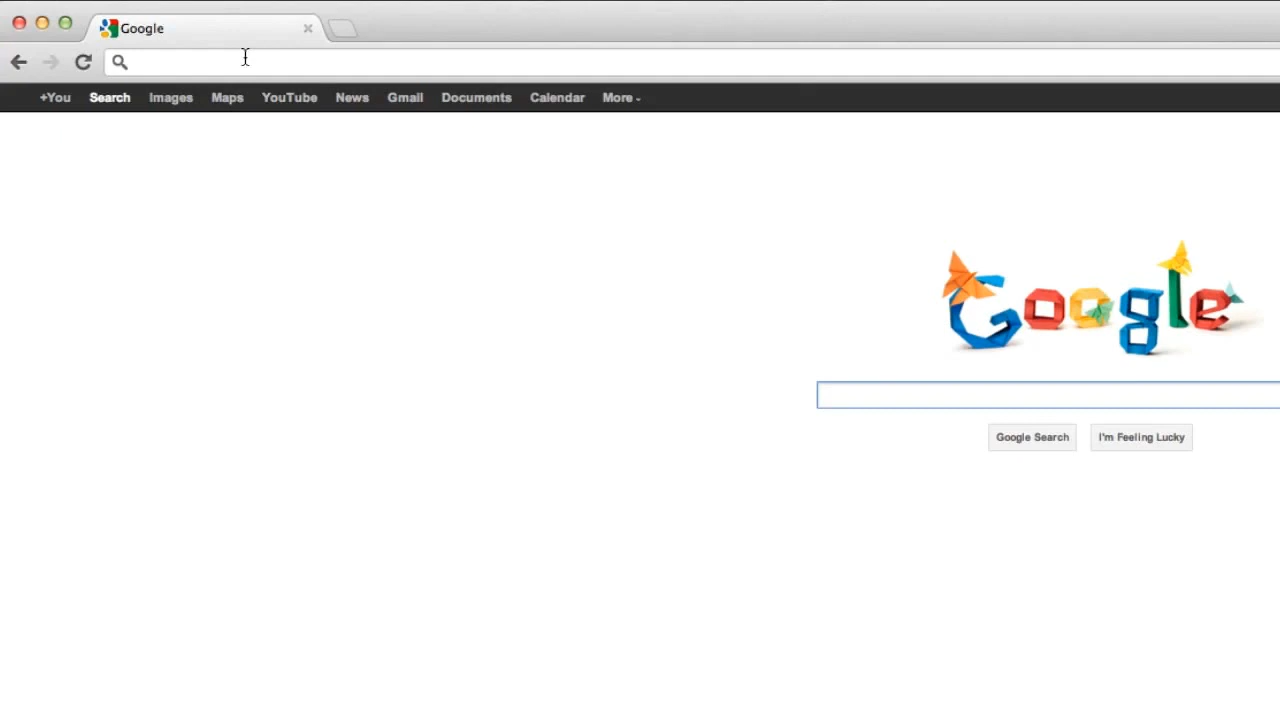 Google
+You Search Images Maps YouTube News Gmail Documents Calendar More
Google
Google Search I'm Feeling Lucky